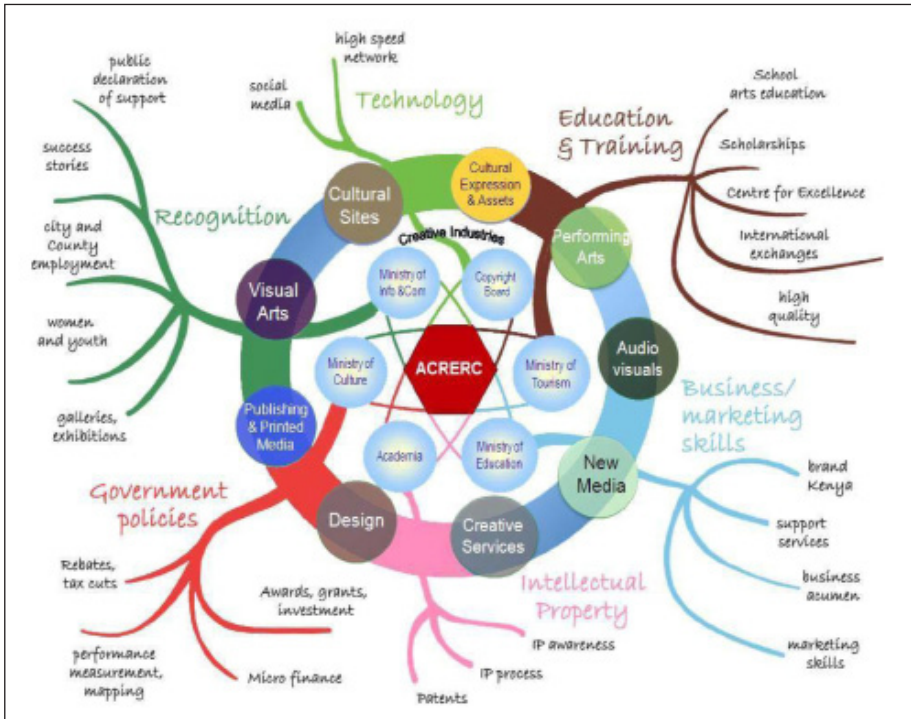 high speed
network
social
media
Technology
public
declaration
of support
success
stories
Recognition
city and
County
employment
women
and youth
galleries,
exhibitions
Education
& Training
School
arts education
Scholarships
Centre for Excellence
International
exchanges
high
quality
Cultural
Sites
Cultural
Expression
& Assets
Performing
Arts
Creative Industries
Visual
Arts
Ministry of
Info &Com
Copyright
Board
Audio
visuals
Ministry of
Culture
ACRERC
Ministry of
Tourism
Publishing
& Printed
Media
Academia
Ministry of
Education
New
Media
Design
Creative
Services
Business/
marketing
skills
brand
Kenya
support
services
business
acumen
marketing
skills
Government
policies
Rebates,
tax cuts
Awards, grants,
investment
performance
measurement,
mapping
Micro finance
Intellectual
Property
IP awareness
IP process
Patents